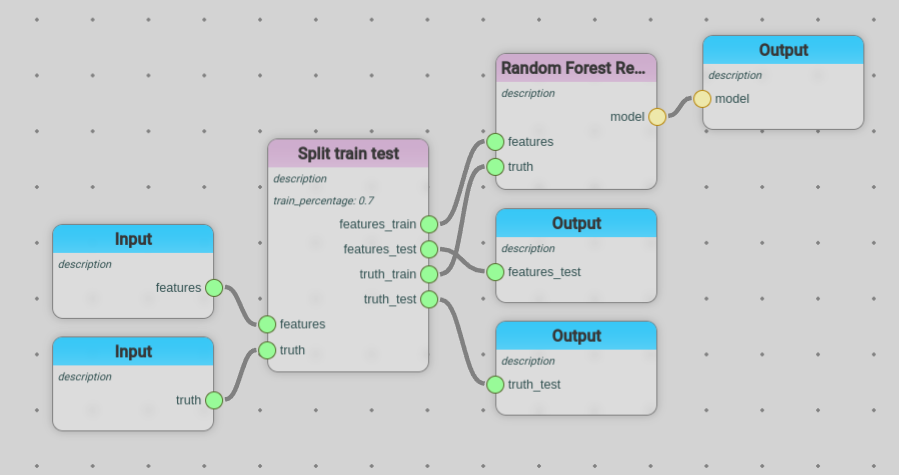 Input
description
features
Input
description
truth
Split train test
description
train_percentage: 0.7
features_train
features_test
truth_train
truth_test
features
truth
Random Forest Re...
description
model
features
truth
Output
description
features_test
Output
description
truth_test
Output
description
model